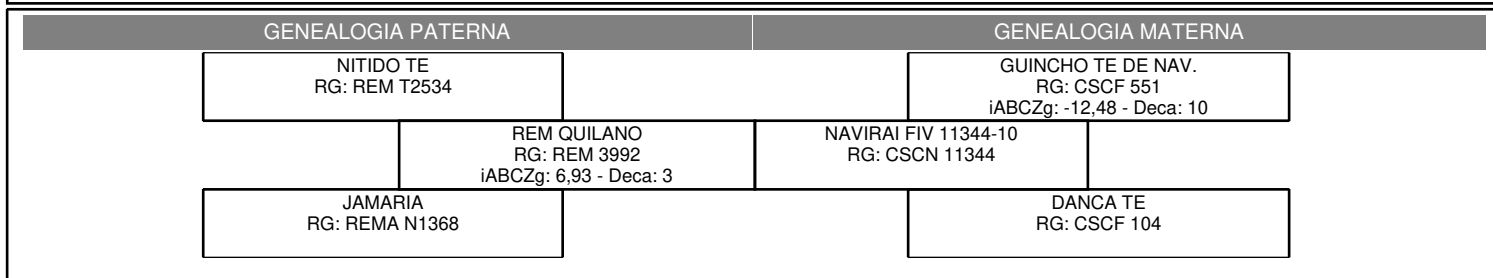 GENEALOGIA PATERNA
GENEALOGIA MATERNA
NITIDO TE
RG: REM T2534
GUINCHO TE DE NAV.
RG: CSCF 551
iABCZg: -12,48 - Deca: 10
REM QUILANO
RG: REM 3992
iABCZg: 6,93 - Deca: 3
NAVIRAI FIV 11344-10
RG: CSCN 11344
JAMARIA
RG: REMA N1368
DANCA TE
RG: CSCF 104